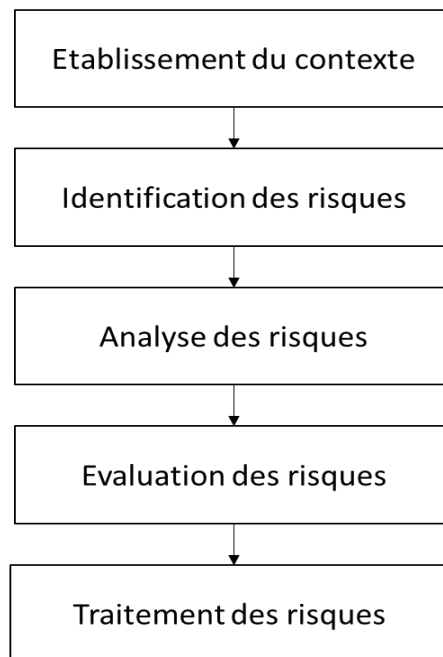 Etablissement du contexte
Identification des risques
Analyse des risques
Evaluation des risques
Traitement des risques